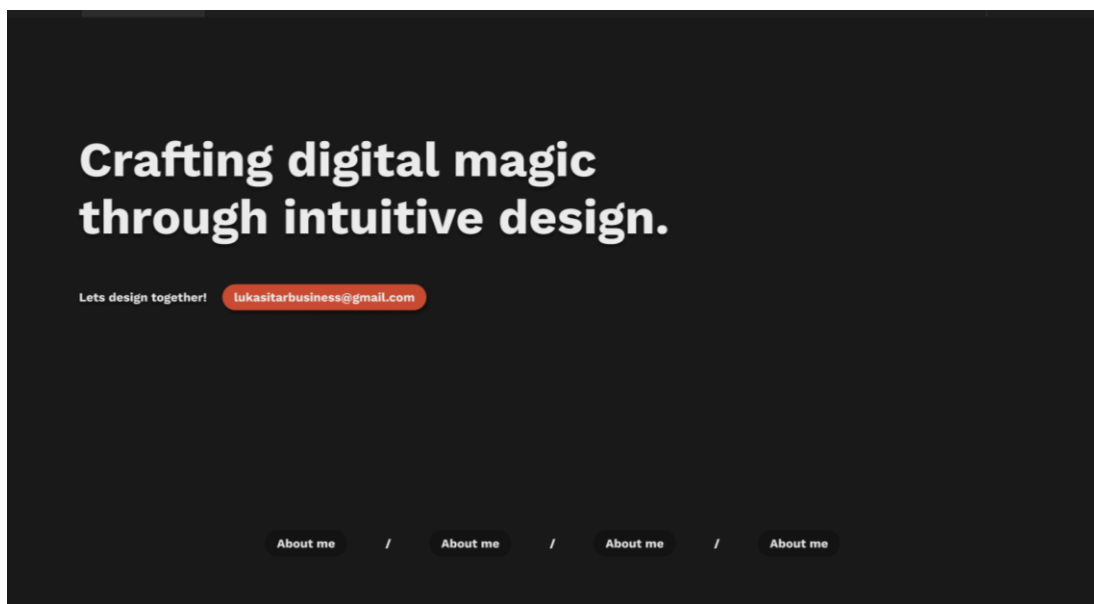 Crafting digital magic
through intuitive design.
Lets design together! lukasitarbusiness@gmail.com
About me / About me / About me / About me